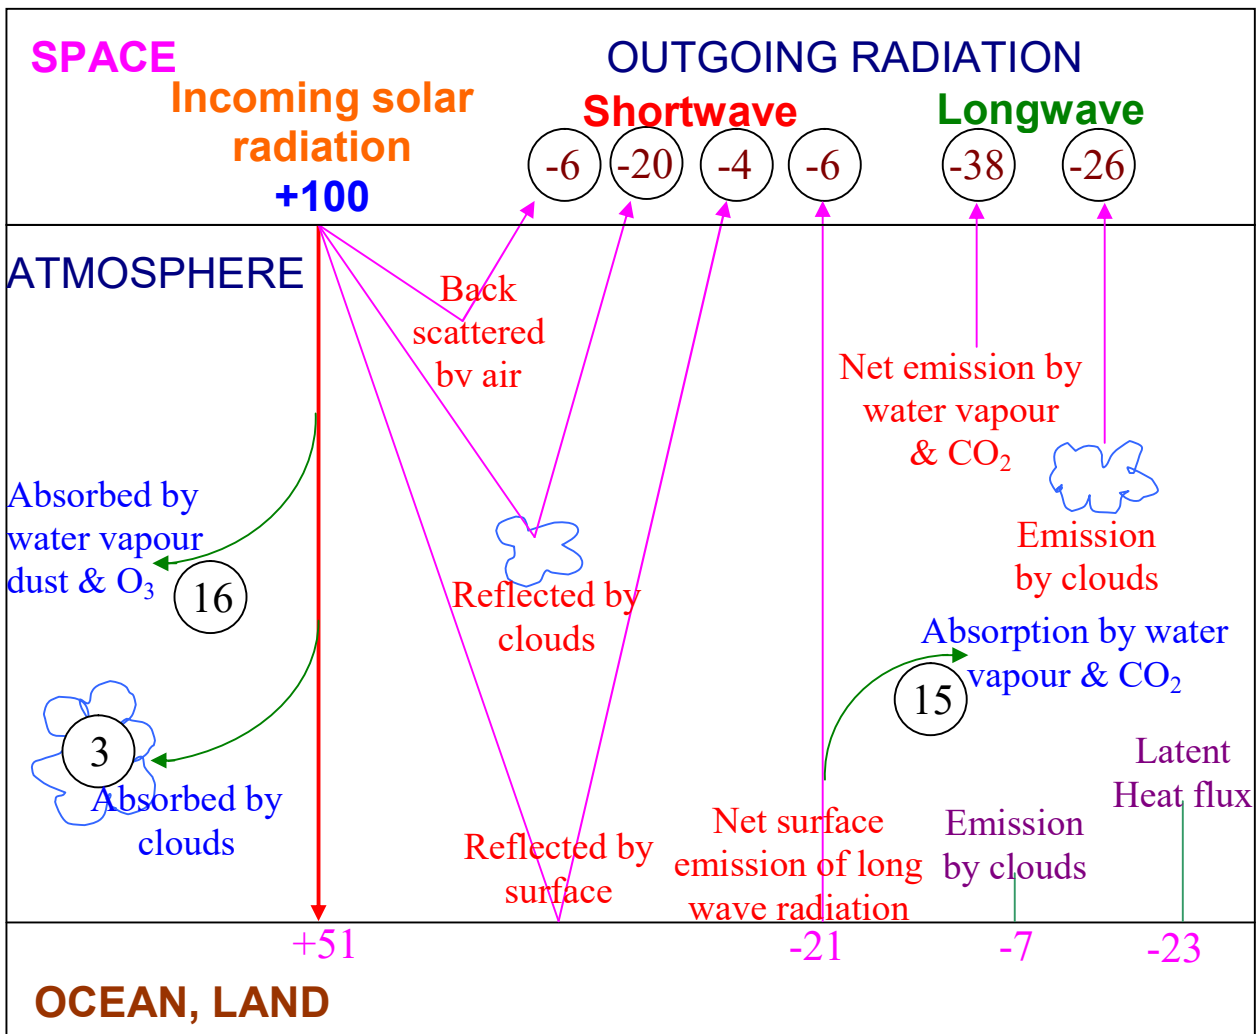 SPACE
OUTGOING RADIATION
Incoming solar
radiation
+100
Shortwave
Longwave
-6
-20
-4
-6
-38
-26
ATMOSPHERE
Back
scattered
bv air
Net emission by
water vapour
& CO₂
Absorbed by
water vapour
dust & O₃
16
Reflected by
clouds
Emission
by clouds
Absorption by water
vapour & CO₂
15
3
Absorbed by
clouds
Reflected by
surface
Net surface
emission of long
wave radiation
Emission
by clouds
Latent
Heat flux
+51
-21
-7
-23
OCEAN, LAND